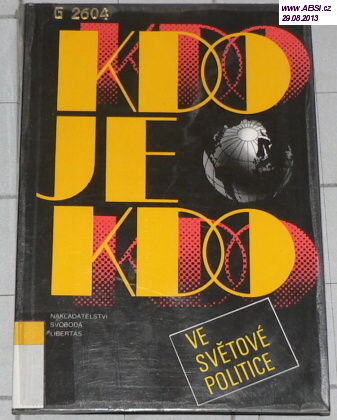 www.ABSI.cz
29.08.2013
G 2604
KDO
JE
KDO
NAKLADATELSTVÍ
SVOBODA
LIBERTAS
VE
SVĚTOVÉ
POLITICE